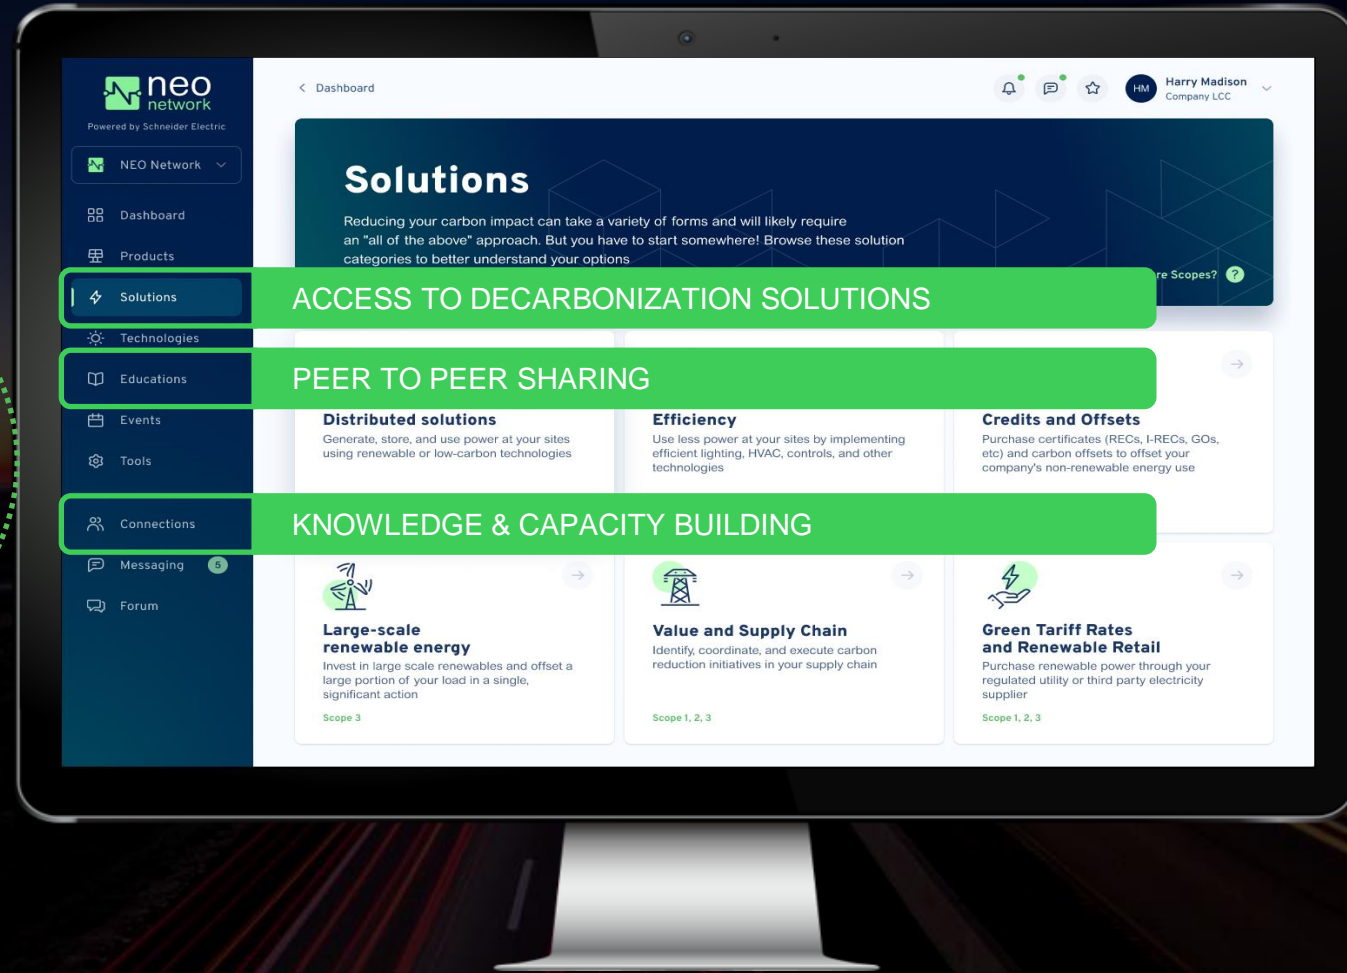 neo
network
Powered by Schneider Electric
NEO Network
Dashboard
Products
Solutions
Technologies
Educations
Events
Tools
Connections
Messaging 5
Forum
Dashboard
HM
Harry Madison
Company LCC
Solutions
Reducing your carbon impact can take a variety of forms and will likely require
an "all of the above" approach. But you have to start somewhere! Browse these solution
categories to better understand your options
Scopes? ?
ACCESS TO DECARBONIZATION SOLUTIONS
PEER TO PEER SHARING
Distributed solutions
Generate, store, and use power at your sites
using renewable or low-carbon technologies
Efficiency
Use less power at your sites by implementing
efficient lighting, HVAC, controls, and other
technologies
Credits and Offsets
Purchase certificates (RECs, I-RECs, GOs,
etc) and carbon offsets to offset your
company's non-renewable energy use
KNOWLEDGE & CAPACITY BUILDING
Large-scale
renewable energy
Invest in large scale renewables and offset a
large portion of your load in a single,
significant action
Scope 3
Value and Supply Chain
Identify, coordinate, and execute carbon
reduction initiatives in your supply chain
Scope 1, 2, 3
Green Tariff Rates
and Renewable Retail
Purchase renewable power through your
regulated utility or third party electricity
supplier
Scope 1, 2, 3